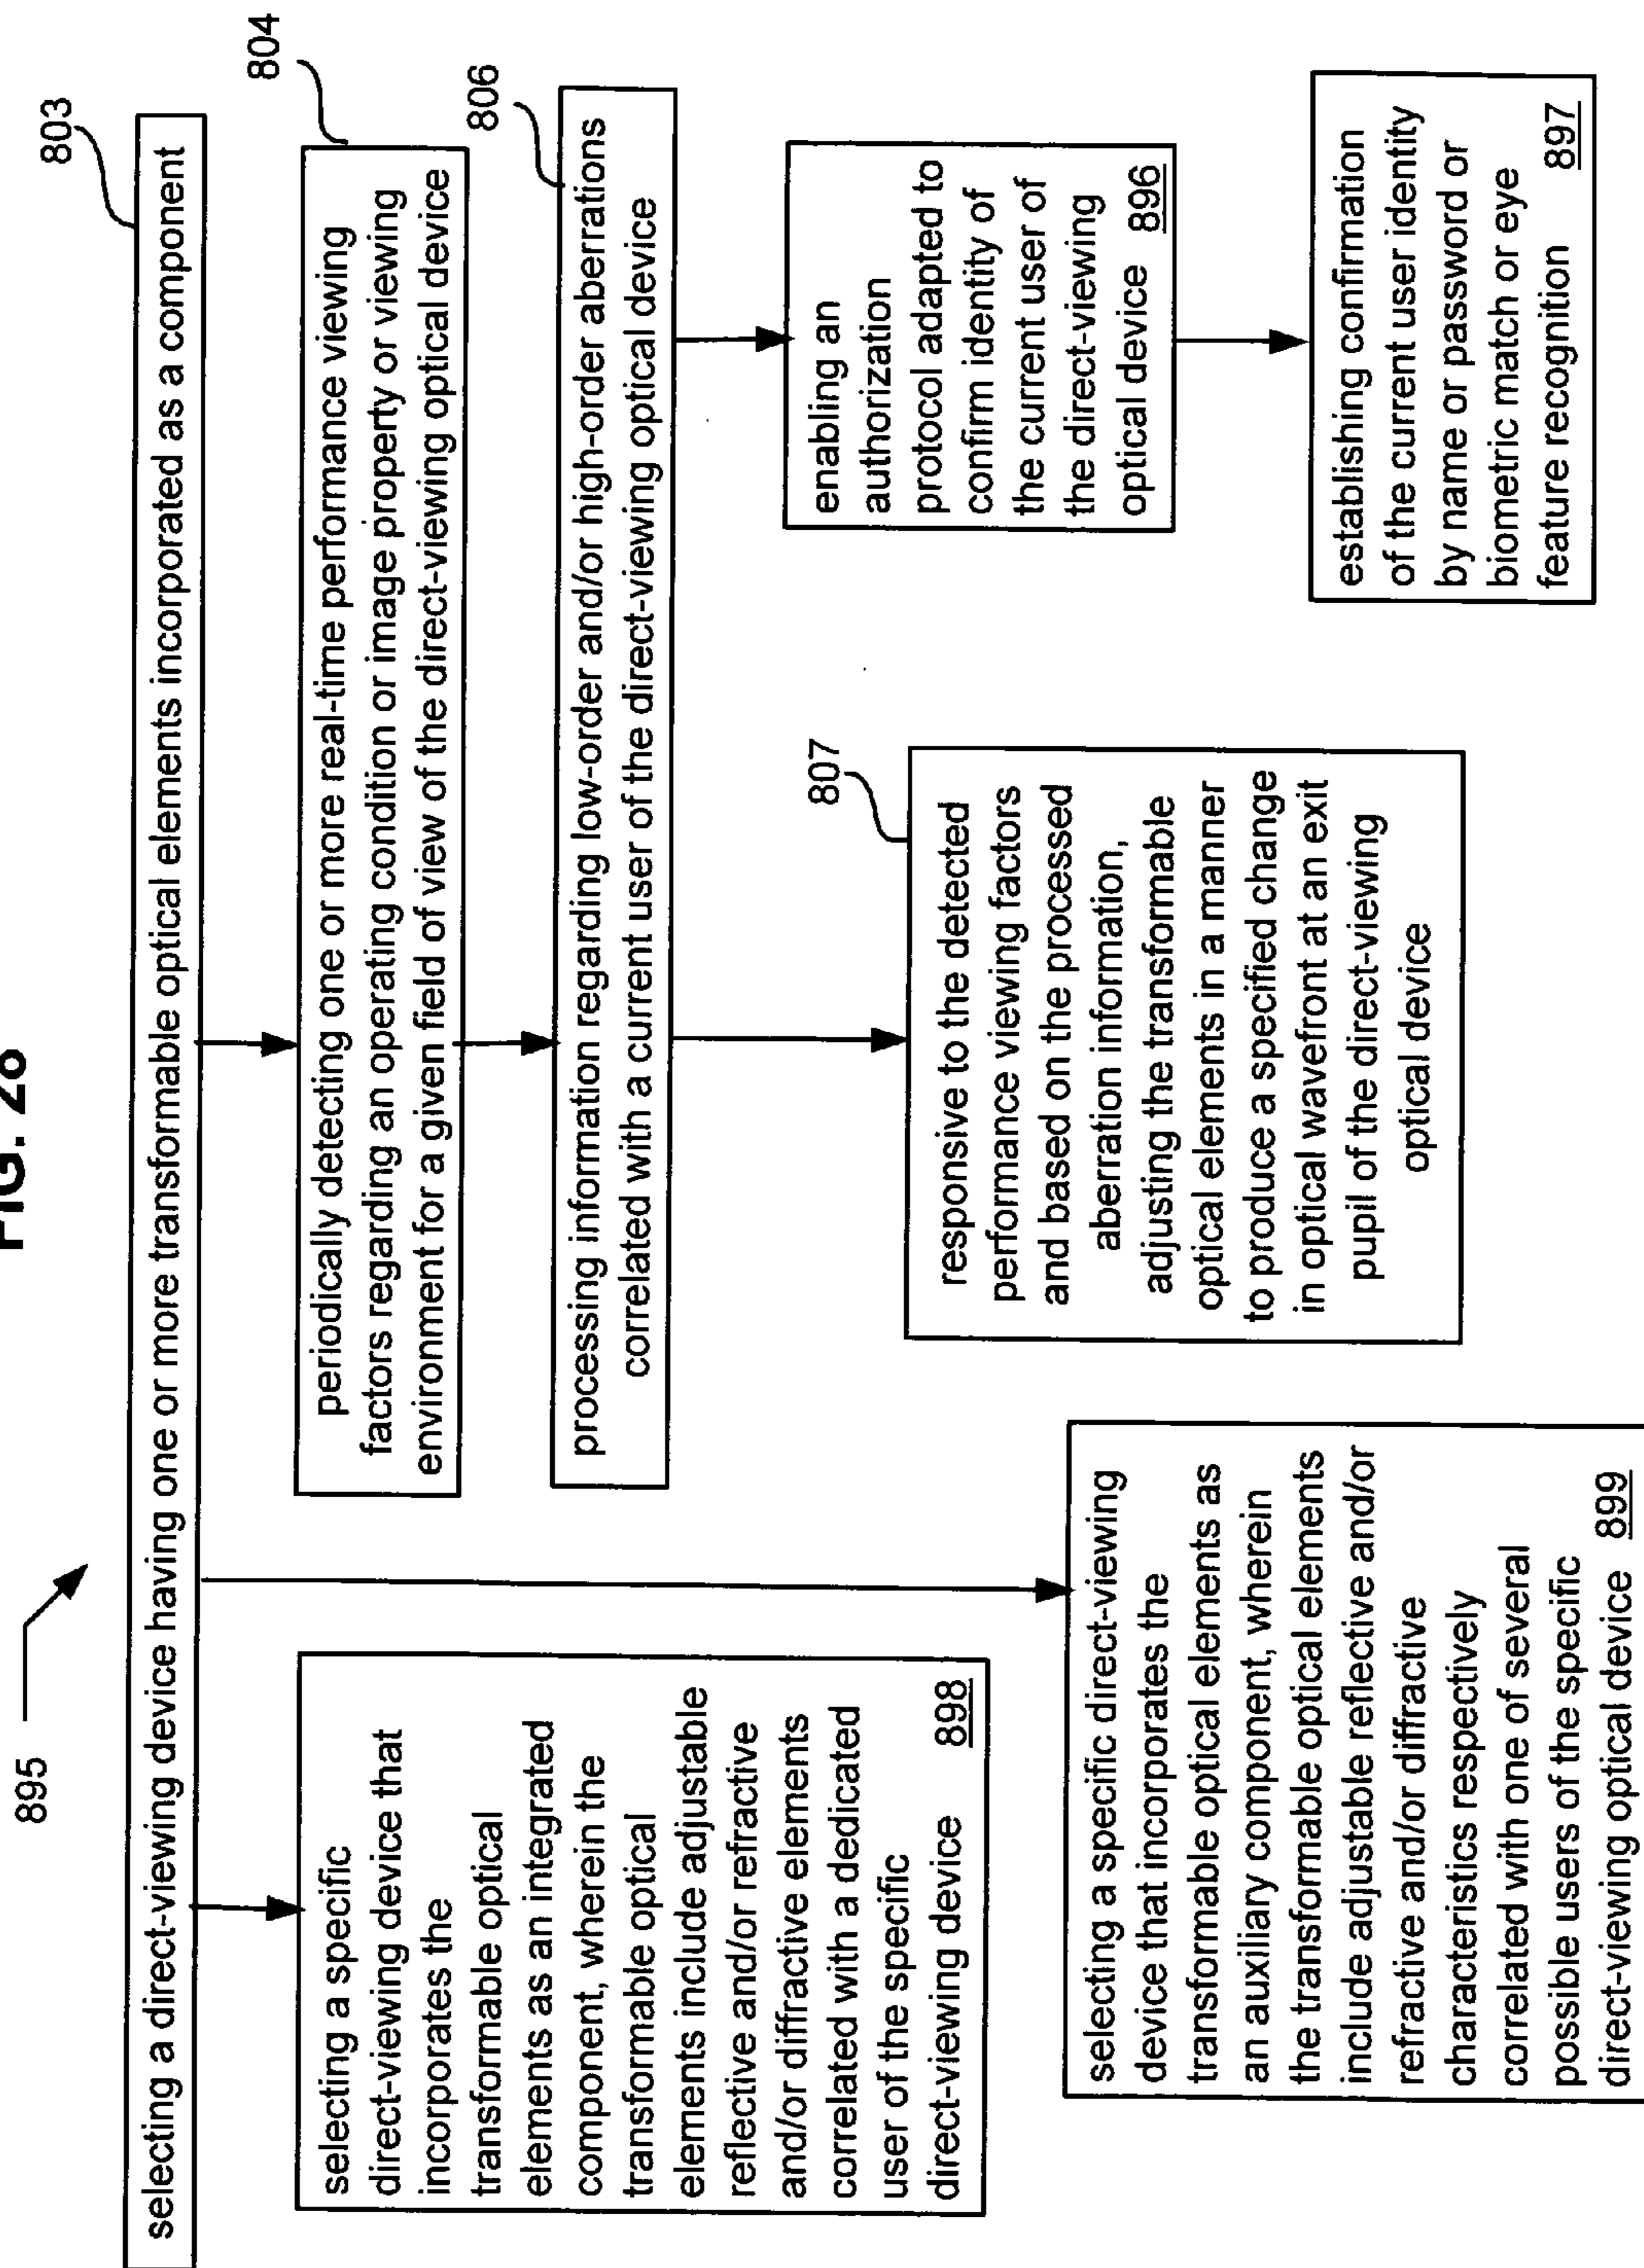 FIG. 28
895
803
selecting a direct-viewing device having one or more transformable optical elements incorporated as a component
804
periodically detecting one or more real-time performance viewing
factors regarding an operating condition or image property or viewing
environment for a given field of view of the direct-viewing optical device
806
processing information regarding low-order and/or high-order aberrations
correlated with a current user of the direct-viewing optical device
selecting a specific
direct-viewing device that
incorporates the
transformable optical
elements as an integrated
component, wherein the
transformable optical
elements include adjustable
reflective and/or refractive
and/or diffractive elements
correlated with a dedicated
user of the specific
direct-viewing device 898
807
responsive to the detected
performance viewing factors
and based on the processed
aberration information,
adjusting the transformable
optical elements in a manner
to produce a specified change
in optical wavefront at an exit
pupil of the direct-viewing
optical device
enabling an
authorization
protocol adapted to
confirm identity of
the current user of
the direct-viewing
optical device 896
selecting a specific direct-viewing
device that incorporates the
transformable optical elements as
an auxiliary component, wherein
the transformable optical elements
include adjustable reflective and/or
refractive and/or diffractive
characteristics respectively
correlated with one of several
possible users of the specific
direct-viewing optical device 899
establishing confirmation
of the current user identity
by name or password or
biometric match or eye
feature recognition 897